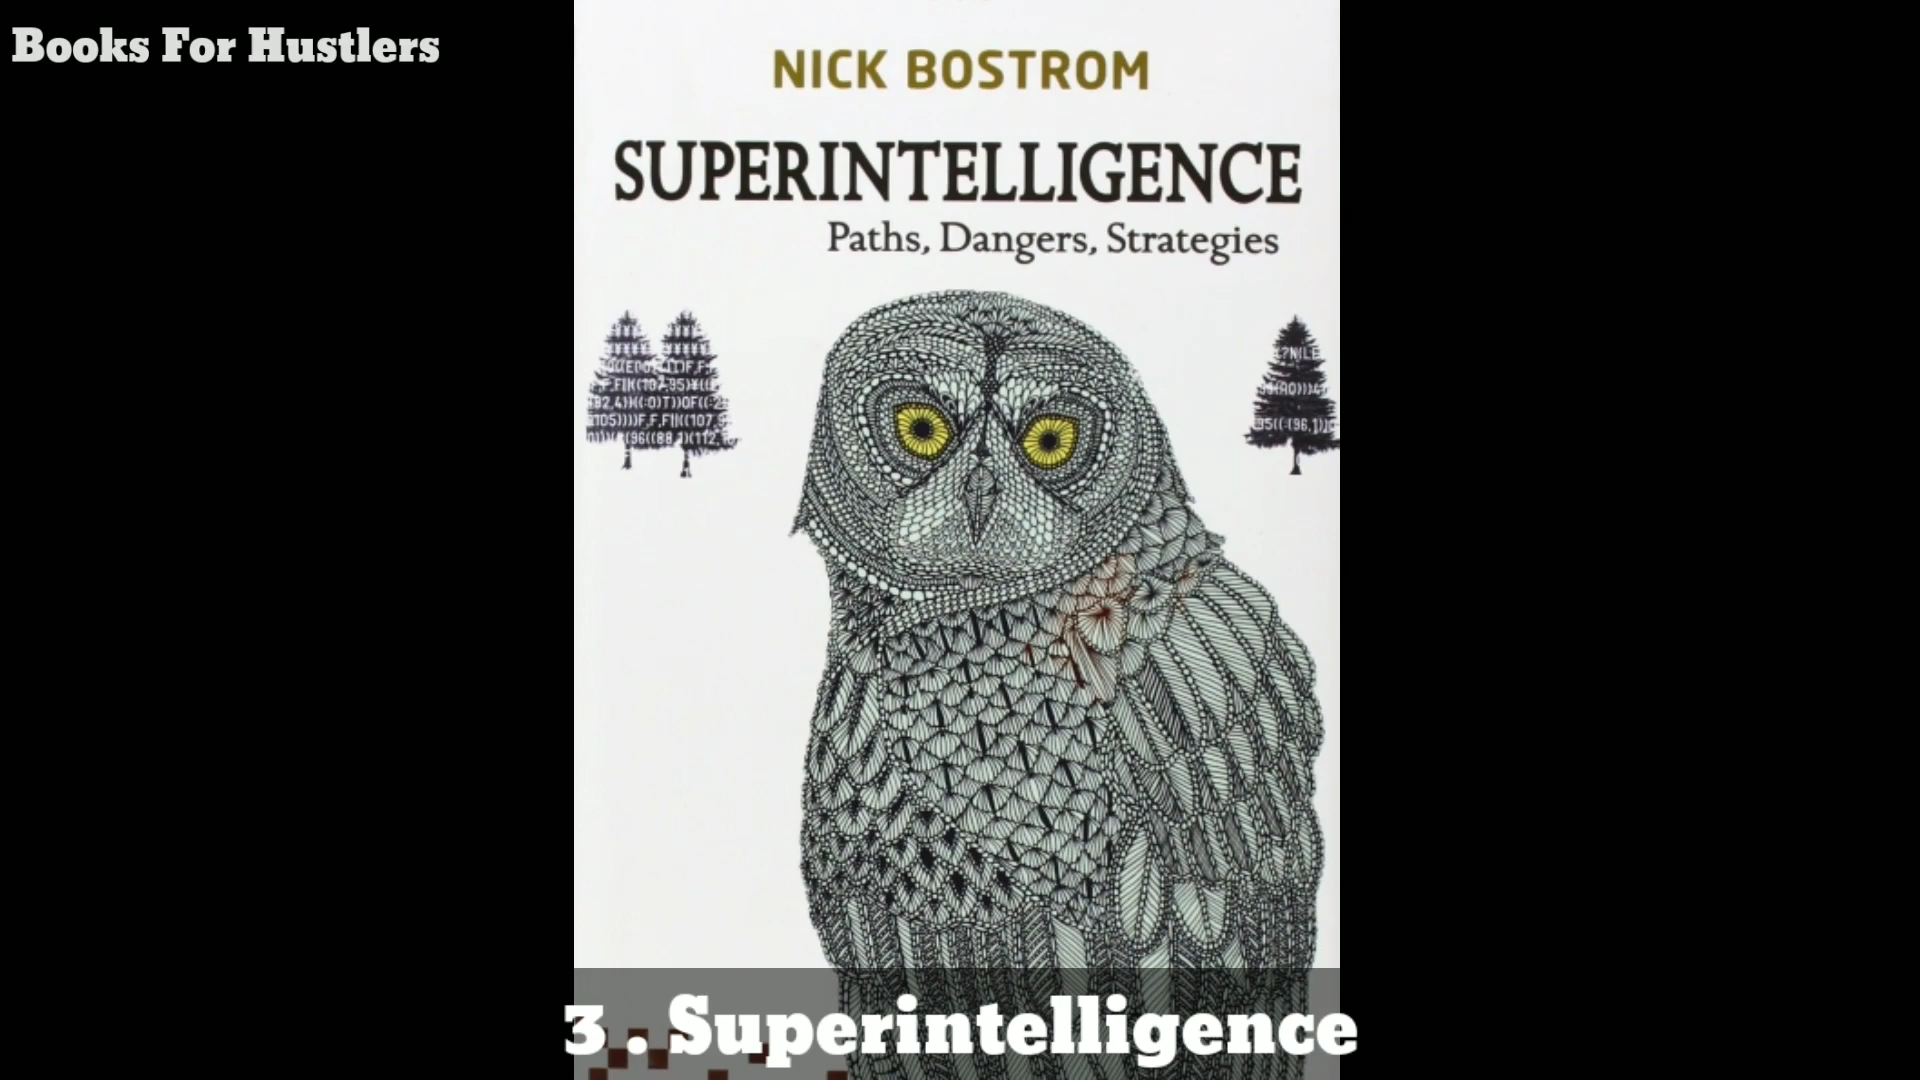 Books For Hustlers
NICK BOSTROM
SUPERINTELLIGENCE
Paths, Dangers, Strategies
3 . Superintelligence